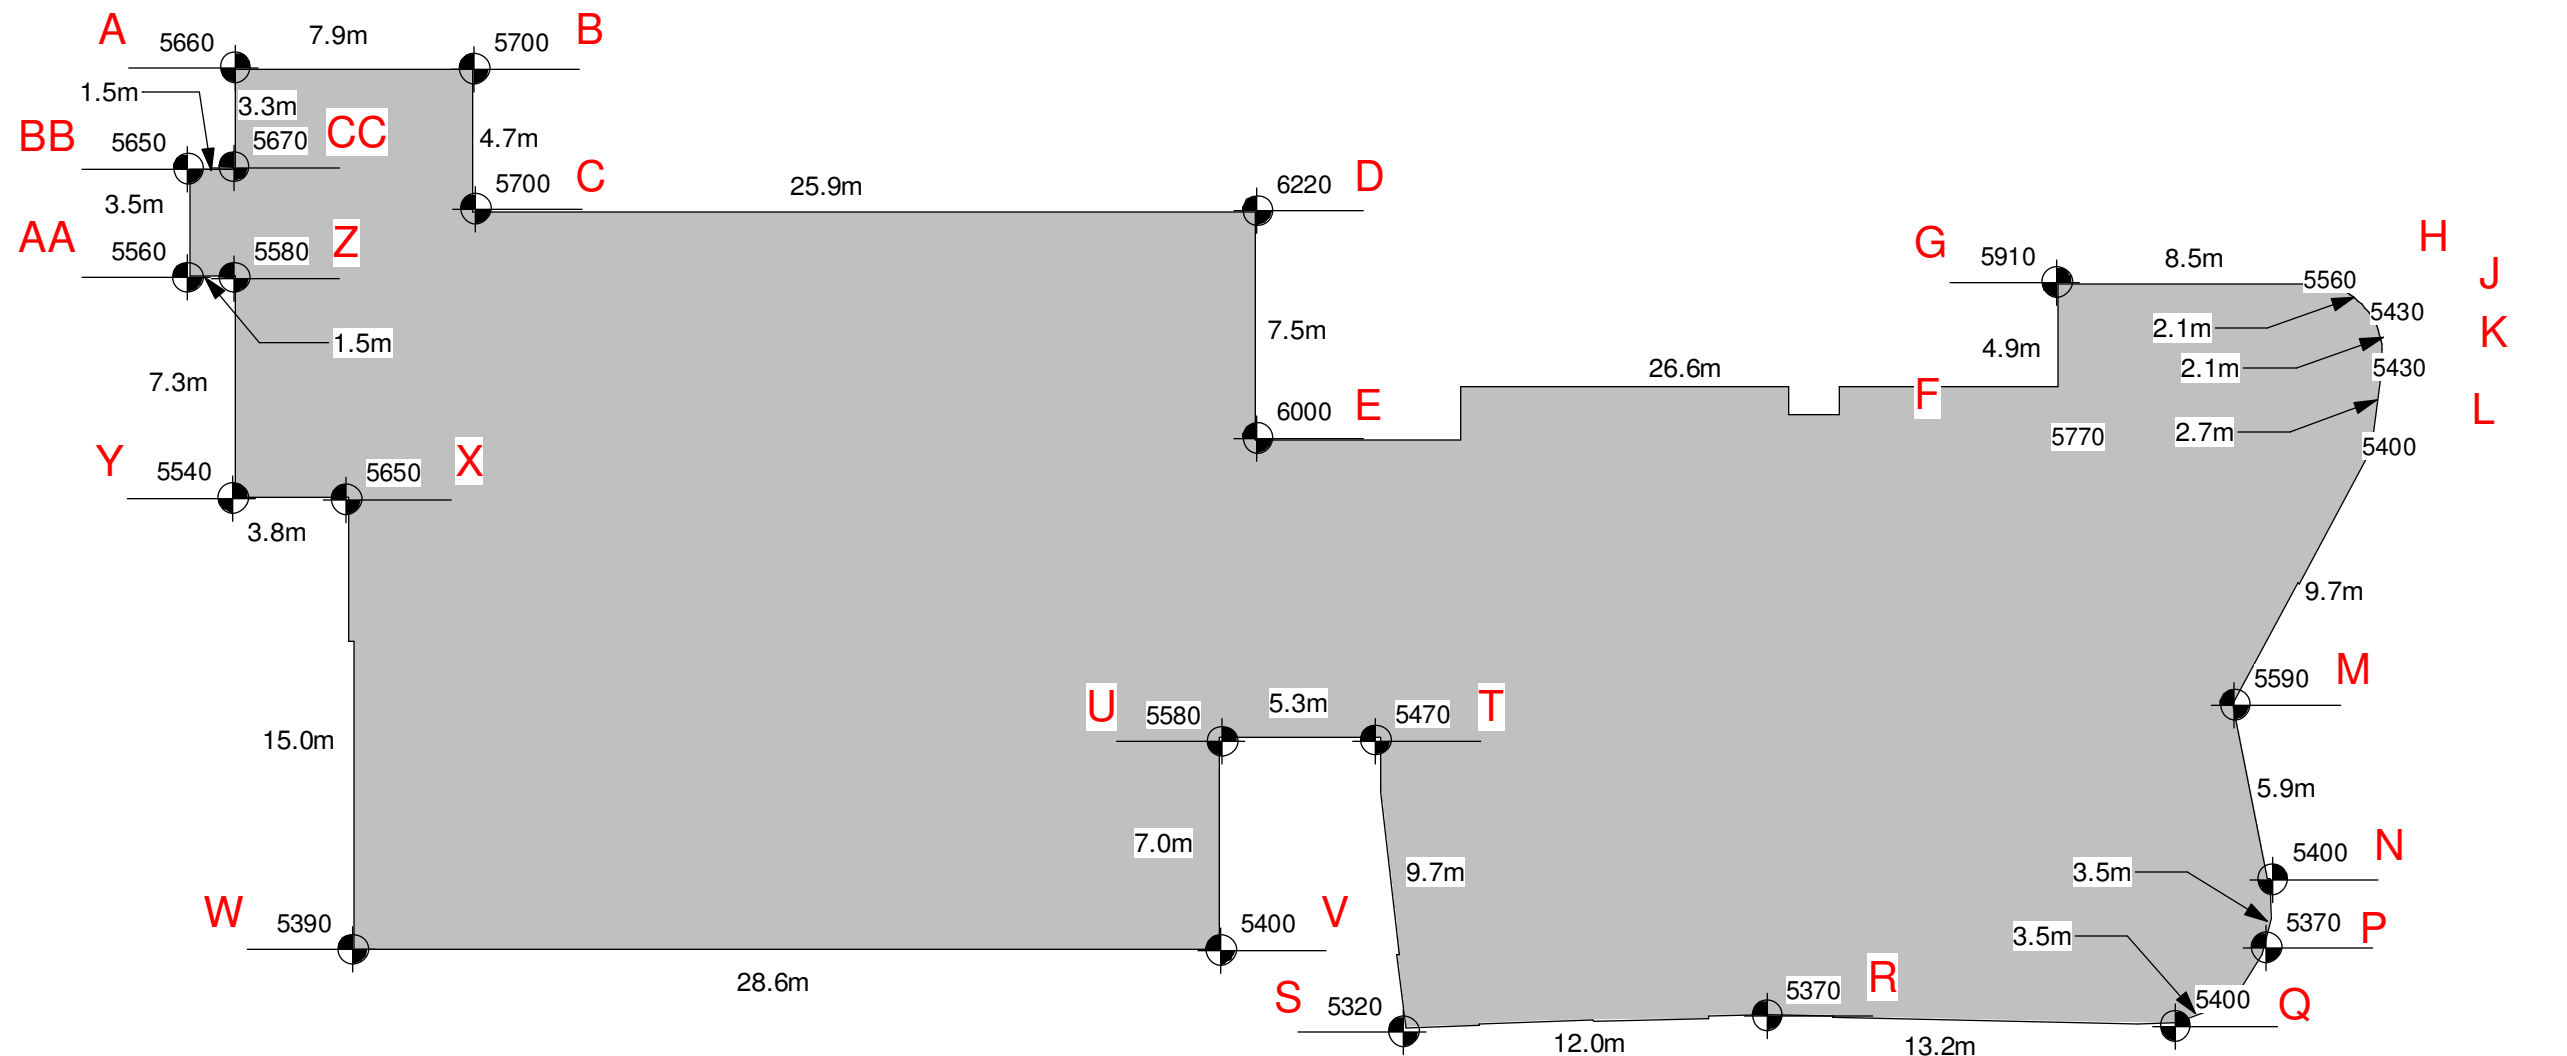 A
5660
7.9m
5700
B
1.5m
3.3m
BB
5650
5670
CC
4.7m
3.5m
5700
C
25.9m
6220
D
AA
5560
5580
Z
G
5910
8.5m
5560
H
J
5430
2.1m
K
1.5m
7.5m
4.9m
2.1m
5430
7.3m
26.6m
F
6000
E
L
2.7m
5770
5400
Y
5540
5650
X
3.8m
9.7m
M
5590
U
5580
5.3m
5470
T
15.0m
5.9m
7.0m
9.7m
3.5m
5400
N
W
5390
5400
V
3.5m
5370
P
28.6m
S
5320
5370
R
5400
Q
12.0m
13.2m